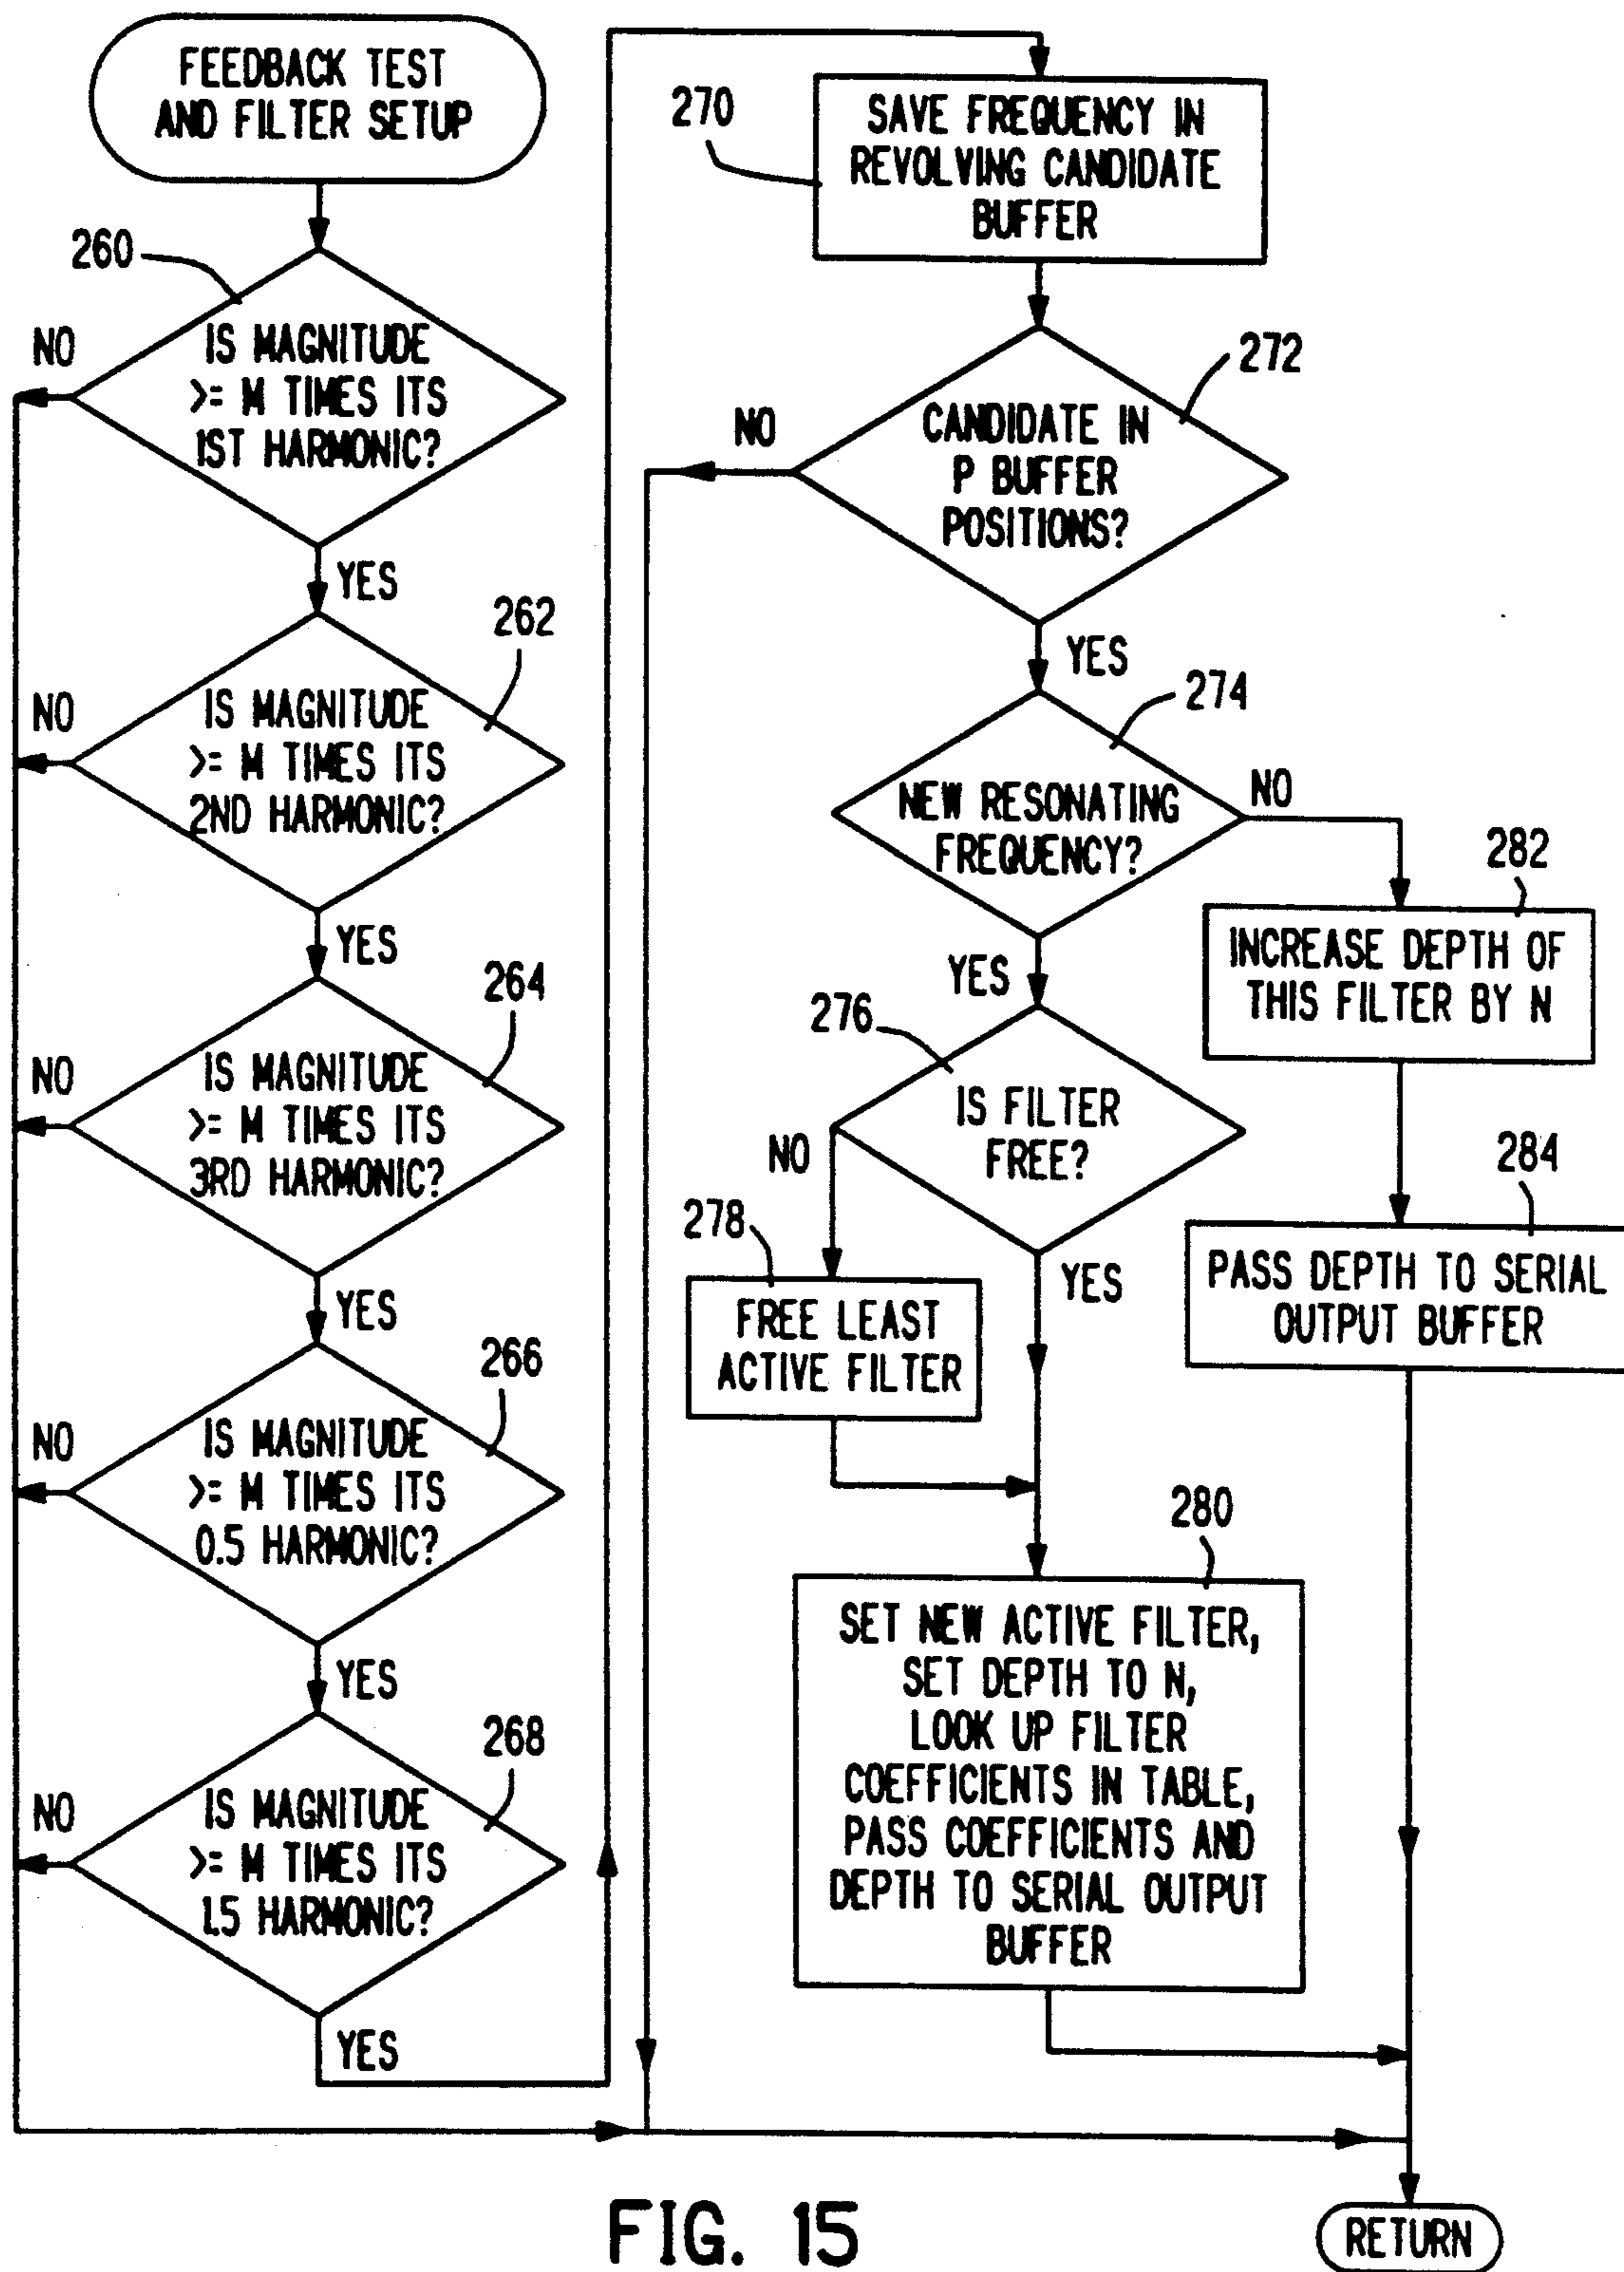 FEEDBACK TEST
AND FILTER SETUP
260
NO
IS MAGNITUDE
>= M TIMES ITS
1ST HARMONIC?
YES
262
NO
IS MAGNITUDE
>= M TIMES ITS
2ND HARMONIC?
YES
264
NO
IS MAGNITUDE
>= M TIMES ITS
3RD HARMONIC?
YES
266
NO
IS MAGNITUDE
>= M TIMES ITS
0.5 HARMONIC?
YES
268
NO
IS MAGNITUDE
>= M TIMES ITS
1.5 HARMONIC?
YES
270
SAVE FREQUENCY IN
REVOLVING CANDIDATE
BUFFER
272
NO
CANDIDATE IN
P BUFFER
POSITIONS?
YES
274
NEW RESONATING
FREQUENCY?
NO
YES
282
INCREASE DEPTH OF
THIS FILTER BY N
276
IS FILTER
FREE?
NO
YES
284
PASS DEPTH TO SERIAL
OUTPUT BUFFER
278
FREE LEAST
ACTIVE FILTER
280
SET NEW ACTIVE FILTER,
SET DEPTH TO N,
LOOK UP FILTER
COEFFICIENTS IN TABLE,
PASS COEFFICIENTS AND
DEPTH TO SERIAL OUTPUT
BUFFER
RETURN
FIG. 15